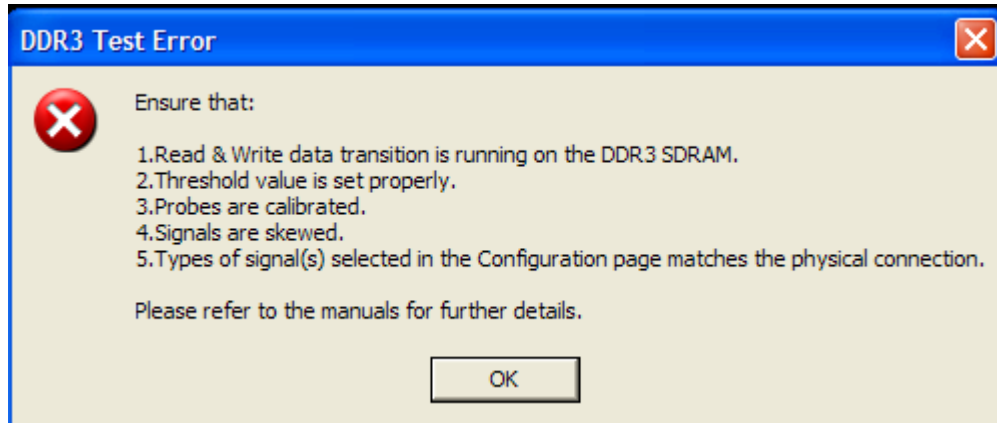 DDR3 Test Error
Ensure that:
1.Read & Write data transition is running on the DDR3 SDRAM.
2.Threshold value is set properly.
3.Probes are calibrated.
4.Signals are skewed.
5.Types of signal(s) selected in the Configuration page matches the physical connection.
Please refer to the manuals for further details.
OK